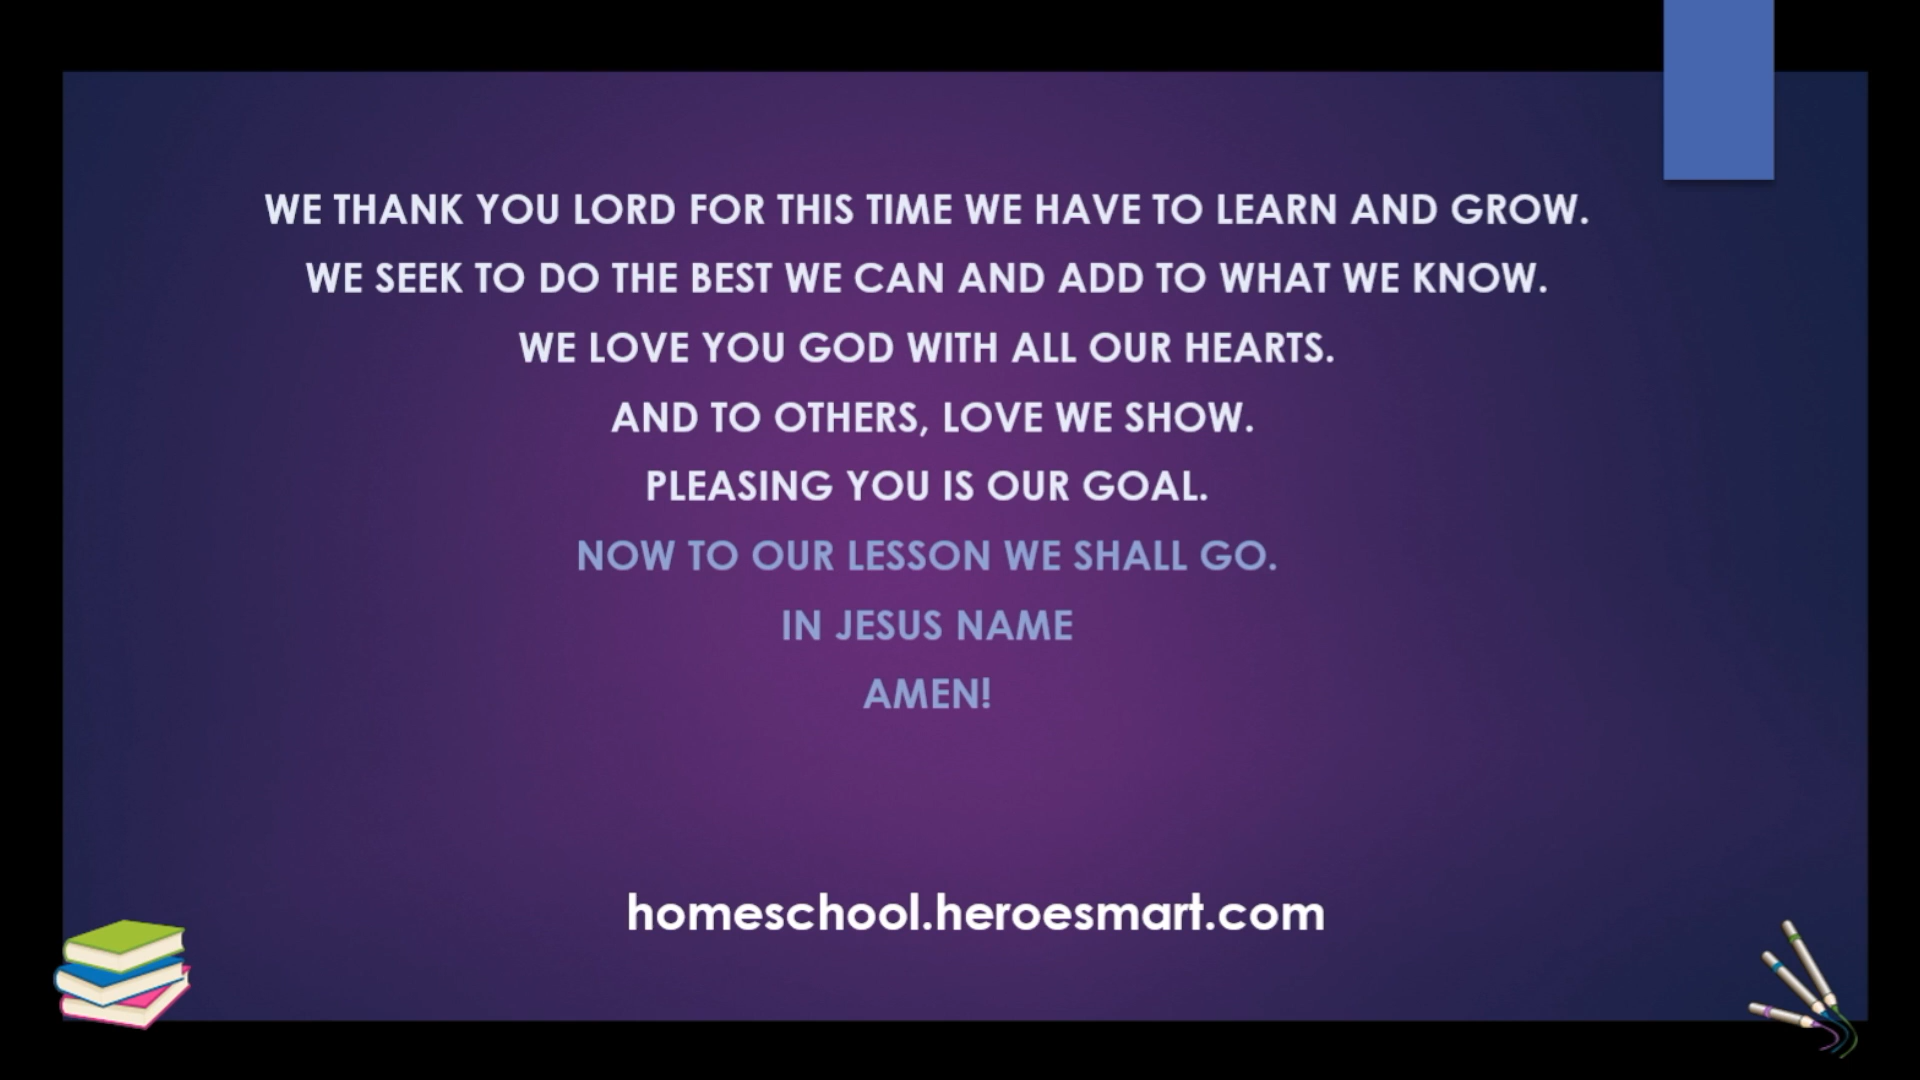 WE THANK YOU LORD FOR THIS TIME WE HAVE TO LEARN AND GROW.
WE SEEK TO DO THE BEST WE CAN AND ADD TO WHAT WE KNOW.
WE LOVE YOU GOD WITH ALL OUR HEARTS.
AND TO OTHERS, LOVE WE SHOW.
PLEASING YOU IS OUR GOAL.
NOW TO OUR LESSON WE SHALL GO.
IN JESUS NAME
AMEN!
homeschool.heroesmart.com